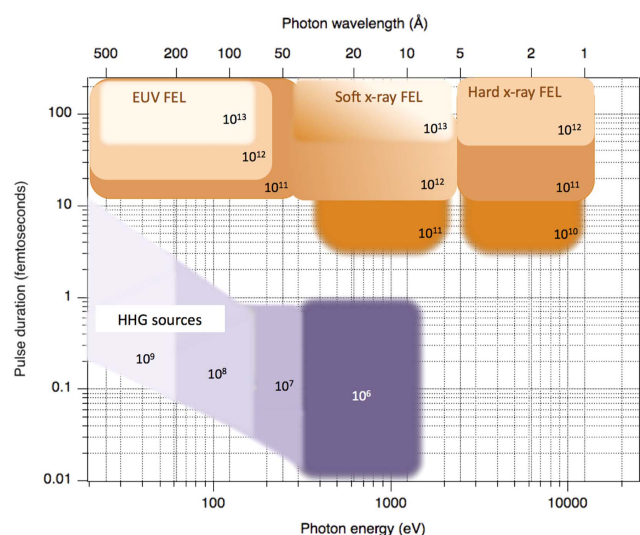 Photon wavelength (Å)
500 200 100 50 20 10 5 2 1
EUV FEL Soft x-ray FEL Hard x-ray FEL
10¹³ 10¹³ 10¹²
10¹²
10¹¹ 10¹² 10¹¹
10¹¹ 10¹⁰
HHG sources
10⁹ 10⁸ 10⁷ 10⁶
Pulse duration (femtoseconds)
100
10
1
0.1
0.01
100 1000 10000
Photon energy (eV)